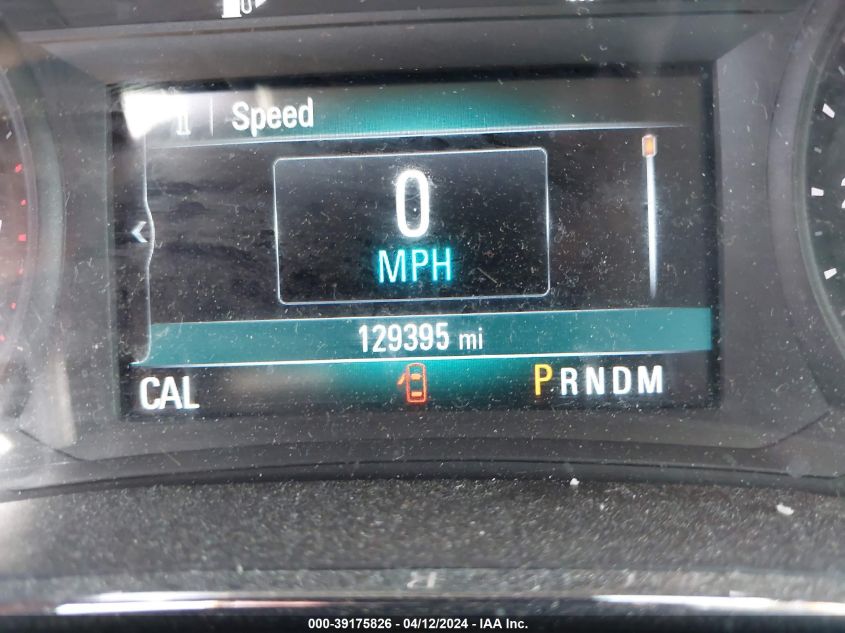 Speed
0
MPH
129395 mi
CAL
PRNDM
000-39175826 - 04/12/2024 - IAA, Inc.